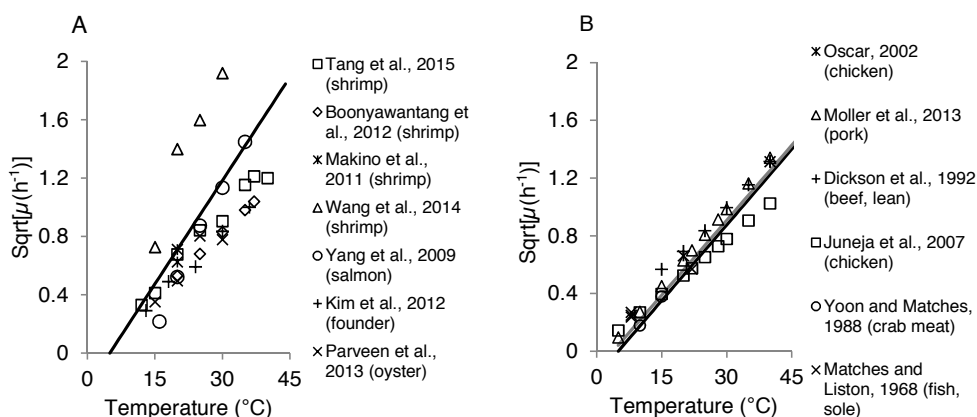 A
Sqrt[μ(h⁻¹)]
2
1.6
1.2
0.8
0.4
0
0
15
30
45
Temperature (°C)
Tang et al., 2015
(shrimp)
Boonyawantang
et al., 2012 (shrimp)
Makino et al.,
2011 (shrimp)
Wang et al., 2014
(shrimp)
Yang et al., 2009
(salmon)
Kim et al., 2012
(founder)
Parveen et al.,
2013 (oyster)
B
Sqrt[μ(h⁻¹)]
2
1.6
1.2
0.8
0.4
0
0
15
30
45
Temperature (°C)
Oscar, 2002
(chicken)
Moller et al., 2013
(pork)
Dickson et al., 1992
(beef, lean)
Juneja et al., 2007
(chicken)
Yoon and Matches,
1988 (crab meat)
Matches and
Liston, 1968 (fish,
sole)